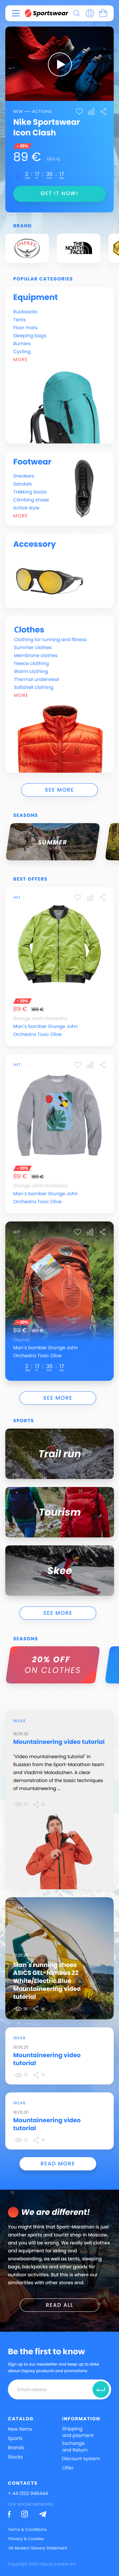 Sportswear
NEW — ACTIONS
Nike Sportswear
Icon Clash
- 30%
89 € 169 €
2 : 17 : 35 : 17
GET IT NOW!
BRAND
OSPREY
THE NORTH FACE
POPULAR CATEGORIES
Equipment
Rucksacks
Tents
Floor mats
Sleeping bags
Burners
Cycling
MORE
Footwear
Sneakers
Sandals
Trekking boots
Climbing shoes
Active style
MORE
Accessory
Clothes
Clothing for running and fitness
Summer clothes
Membrane clothes
Fleece clothing
Warm clothing
Thermal underwear
Softshell clothing
MORE
SEE MORE
SEASONS
SUMMER
BEST OFFERS
HIT
- 30%
89 € 169 €
Grunge John Orchestra
Man's bomber Grunge John
Orchestra Toxic Olive
HIT
- 30%
89 € 169 €
Grunge John Orchestra
Man's bomber Grunge John
Orchestra Toxic Olive
HIT
- 30%
89 € 169 €
Osprey
Man's bomber Grunge John
Orchestra Toxic Olive
2 : 17 : 35 : 17
SEE MORE
SPORTS
Trail run
Tourism
Skee
SEE MORE
SEASONS
20% OFF
ON CLOTHES
WEAR
19.05.20
Mountaineering video tutorial
"Video mountaineering tutorial" in
Russian from the Sport-Marathon team
and Vladimir Molodozhen. A clear
demonstration of the basic techniques
of mountaineering ...
Man's running shoes
ASICS GEL-Nimbus 22
White/Electric Blue
Mountaineering video
tutorial
WEAR
19.05.20
Mountaineering video
tutorial
WEAR
19.05.20
Mountaineering video
tutorial
READ MORE
We are different!
You might think that Sport-Marathon is just
another sports and tourist shop in Moscow,
and you will be wrong. We really sell clothes
and equipment for skiing and
snowboarding, as well as tents, sleeping
bags, backpacks and other goods for
outdoor activities. But this is where our
similarities with other stores end.
READ ALL
Be the first to know
Sign up to our newsletter and keep up to date
about Osprey products and promotions
Email adress
CATALOG
New items
Sports
Brands
Stocks
INFORMATION
Shipping
and payment
Exchange
and Return
Discount system
Offer
CONTACTS
+ 44 1202 946444
Our social networks
Terms & Conditions
Privacy & Cookies
UK Modern Slavery Statement
Copyright 2020 Osprey Europe Ltd.